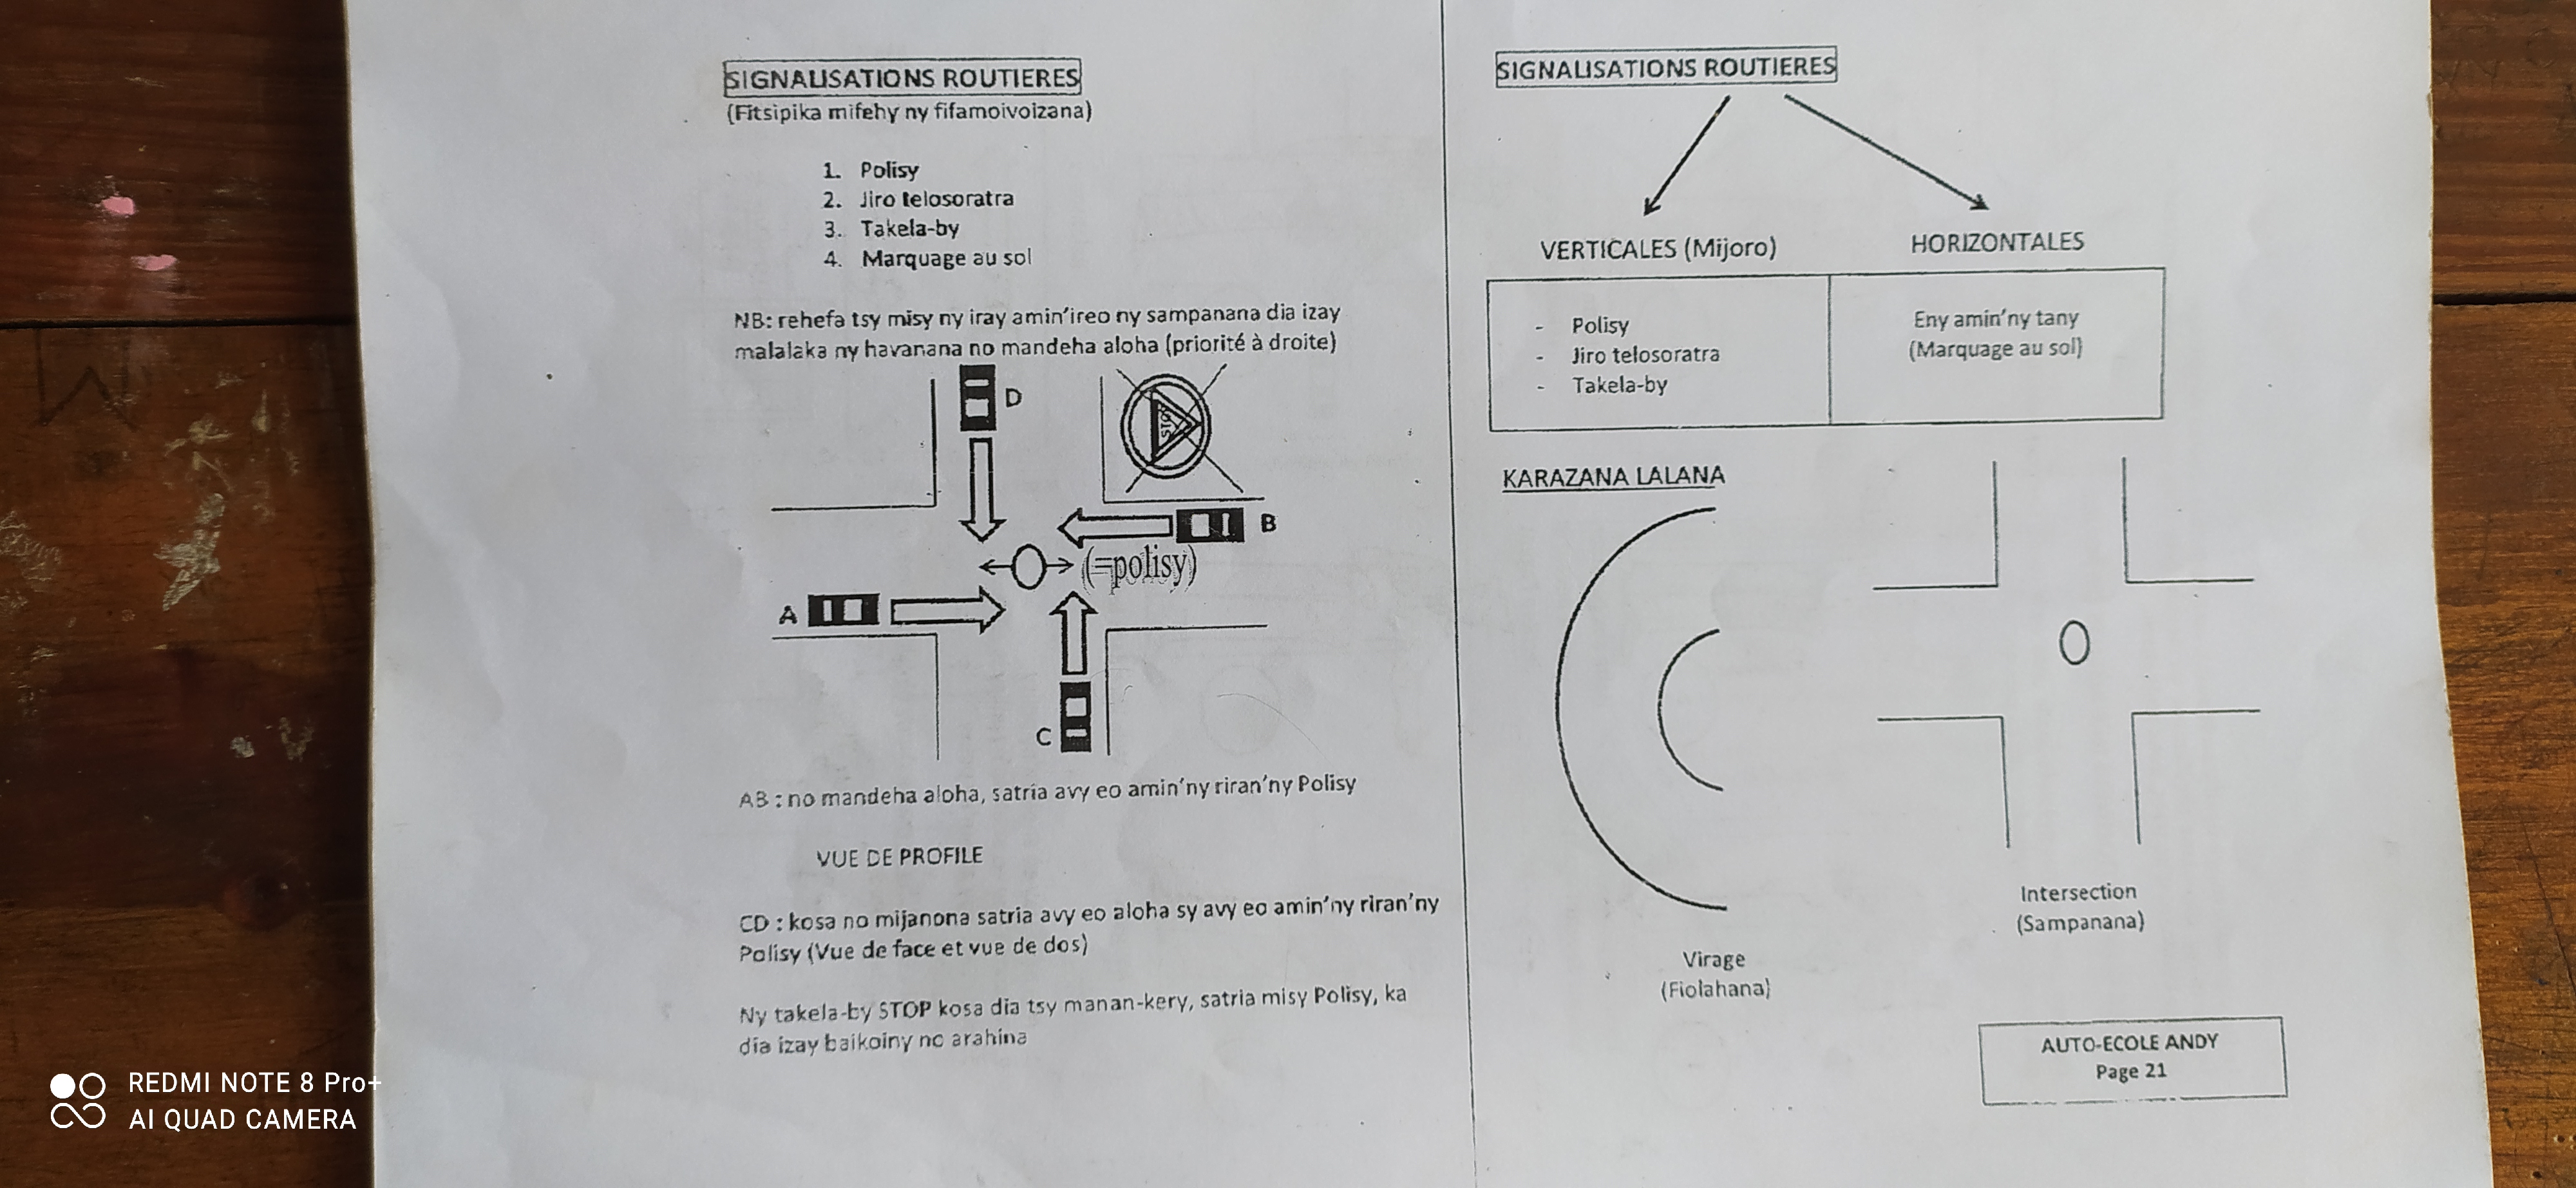 SIGNALISATIONS ROUTIERES
(Fitsipika mifehy ny fifamoivoizana)
1. Polisy
2. Jiro telosoratra
3. Takela-by
4. Marquage au sol
NB: rehefa tsy misy ny iray amin'ireo ny sampanana dia izay
malalaka ny havanana no mandeha aloha (priorité à droite)
D
STOP
B
(=polisy)
A
C
AB : no mandeha aloha, satria avy eo amin'ny riran'ny Polisy
VUE DE PROFILE
CD : kosa no mijanona satria avy eo aloha sy avy eo amin'ny riran'ny
Polisy (Vue de face et vue de dos)
Ny takela-by STOP kosa dia tsy manan-kery, satria misy Polisy, ka
dia izay baikoiny no arahina
SIGNALISATIONS ROUTIERES
VERTICALES (Mijoro)
HORIZONTALES
- Polisy
- Jiro telosoratra
- Takela-by
Eny amin'ny tany
(Marquage au sol)
KARAZANA LALANA
Virage
(Fiolahana)
Intersection
(Sampanana)
AUTO-ECOLE ANDY
Page 21
REDMI NOTE 8 Pro+
AI QUAD CAMERA